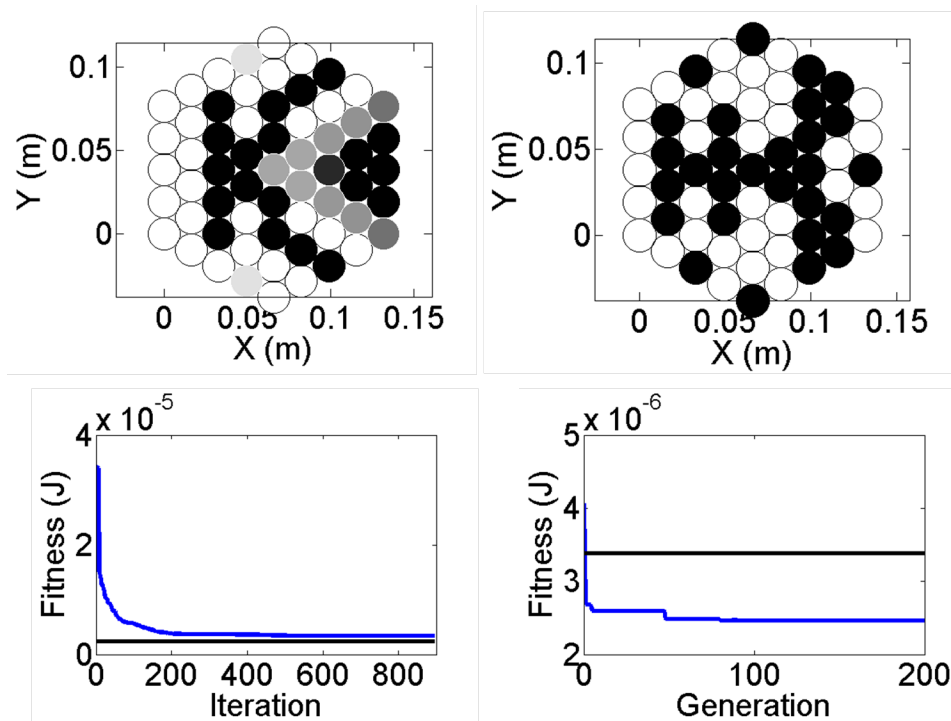 0.1
0.05
0
Y (m)
0 0.05 0.1 0.15
X (m)
0.1
0.05
0
Y (m)
0 0.05 0.1 0.15
X (m)
x 10^-5
4
2
0
Fitness (J)
0 200 400 600 800
Iteration
x 10^-6
5
4
3
2
Fitness (J)
0 100 200
Generation